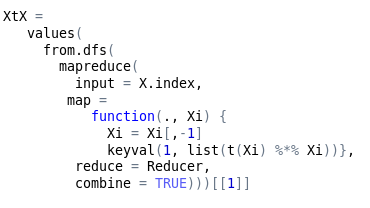 XtX =
   values(
     from.dfs(
       mapreduce(
         input = X.index,
        map =
           function(., Xi) {
             Xi = Xi[,-1]
             keyval(1, list(t(Xi) %*% Xi))},
         reduce = Reducer,
         combine = TRUE)))[[1]]